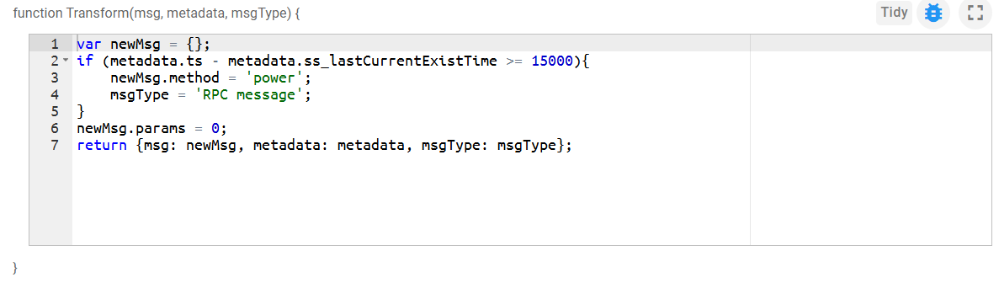 function Transform(msg, metadata, msgType) {
Tidy
1 var newMsg = {};
2 if (metadata.ts - metadata.ss_lastCurrentExistTime >= 15000){
3 newMsg.method = 'power';
4 msgType = 'RPC message';
5 }
6 newMsg.params = 0;
7 return {msg: newMsg, metadata: metadata, msgType: msgType};
}